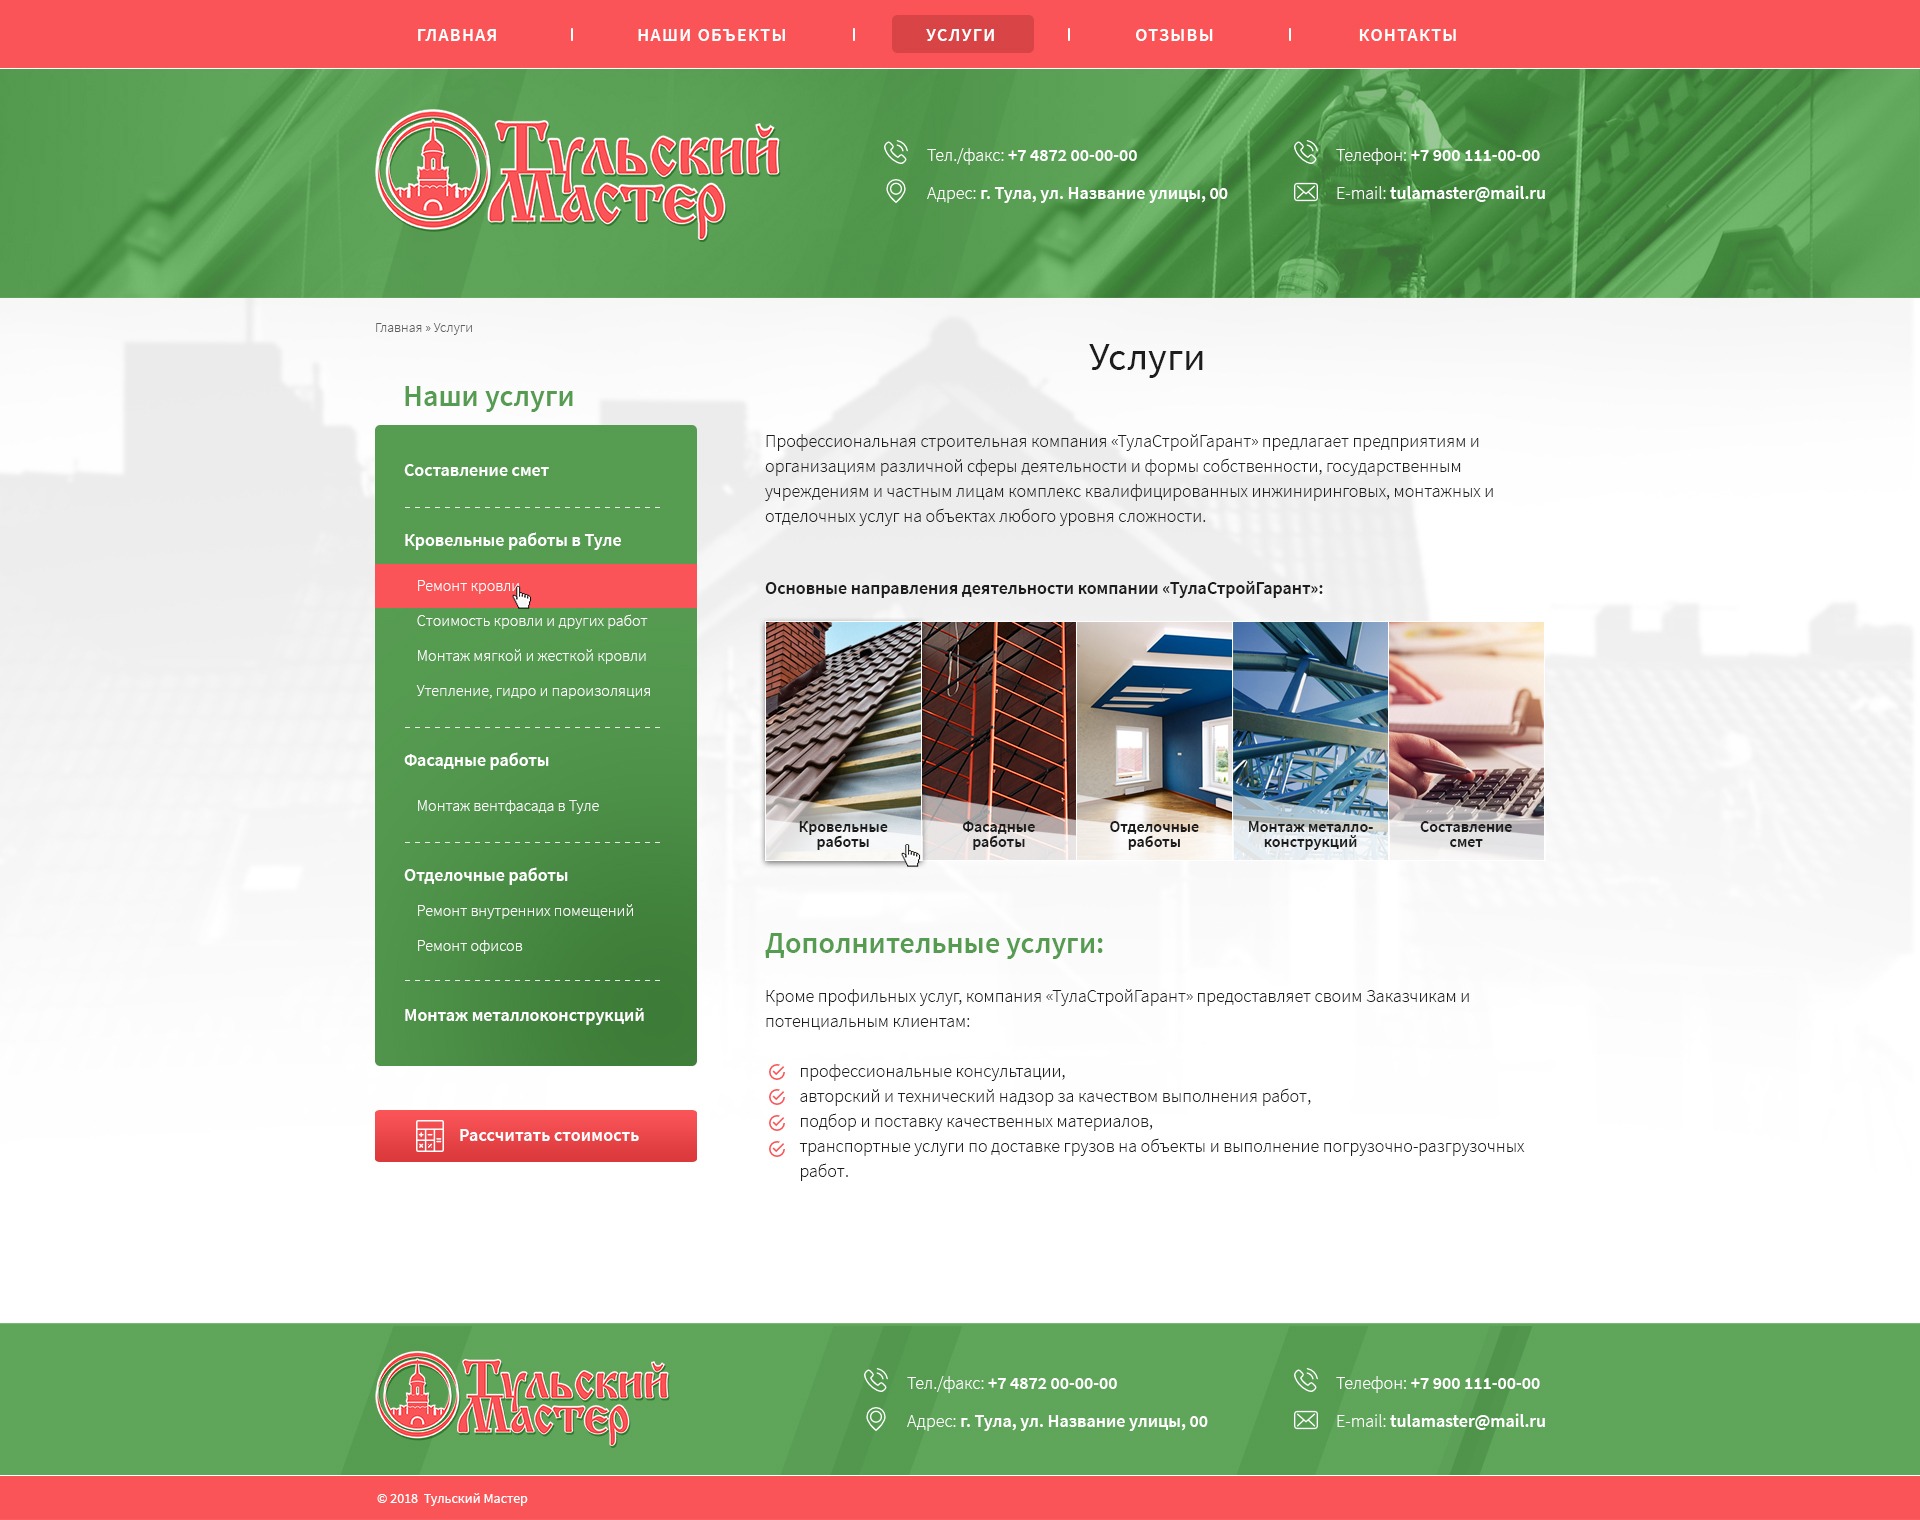 ГЛАВНАЯ
НАШИ ОБЪЕКТЫ
УСЛУГИ
ОТЗЫВЫ
КОНТАКТЫ
Тульский
Мастер
Тел./факс: +7 4872 00-00-00
Адрес: г. Тула, ул. Название улицы, 00
Телефон: +7 900 111-00-00
E-mail: tulamaster@mail.ru
Главная » Услуги
Наши услуги
Составление смет
Кровельные работы в Туле
Ремонт кровли
Стоимость кровли и других работ
Монтаж мягкой и жесткой кровли
Утепление, гидро и пароизоляция
Фасадные работы
Монтаж вентфасада в Туле
Отделочные работы
Ремонт внутренних помещений
Ремонт офисов
Монтаж металлоконструкций
Рассчитать стоимость
Услуги
Профессиональная строительная компания «ТулаСтройГарант» предлагает предприятиям и
организациям различной сферы деятельности и формы собственности, государственным
учреждениям и частным лицам комплекс квалифицированных инжиниринговых, монтажных и
отделочных услуг на объектах любого уровня сложности.
Основные направления деятельности компании «ТулаСтройГарант»:
Кровельные
работы
Фасадные
работы
Отделочные
работы
Монтаж металло-
конструкций
Составление
смет
Дополнительные услуги:
Кроме профильных услуг, компания «ТулаСтройГарант» предоставляет своим Заказчикам и
потенциальным клиентам:
профессиональные консультации,
авторский и технический надзор за качеством выполнения работ,
подбор и поставку качественных материалов,
транспортные услуги по доставке грузов на объекты и выполнение погрузочно-разгрузочных
работ.
Тульский
Мастер
Тел./факс: +7 4872 00-00-00
Адрес: г. Тула, ул. Название улицы, 00
Телефон: +7 900 111-00-00
E-mail: tulamaster@mail.ru
© 2018 Тульский Мастер